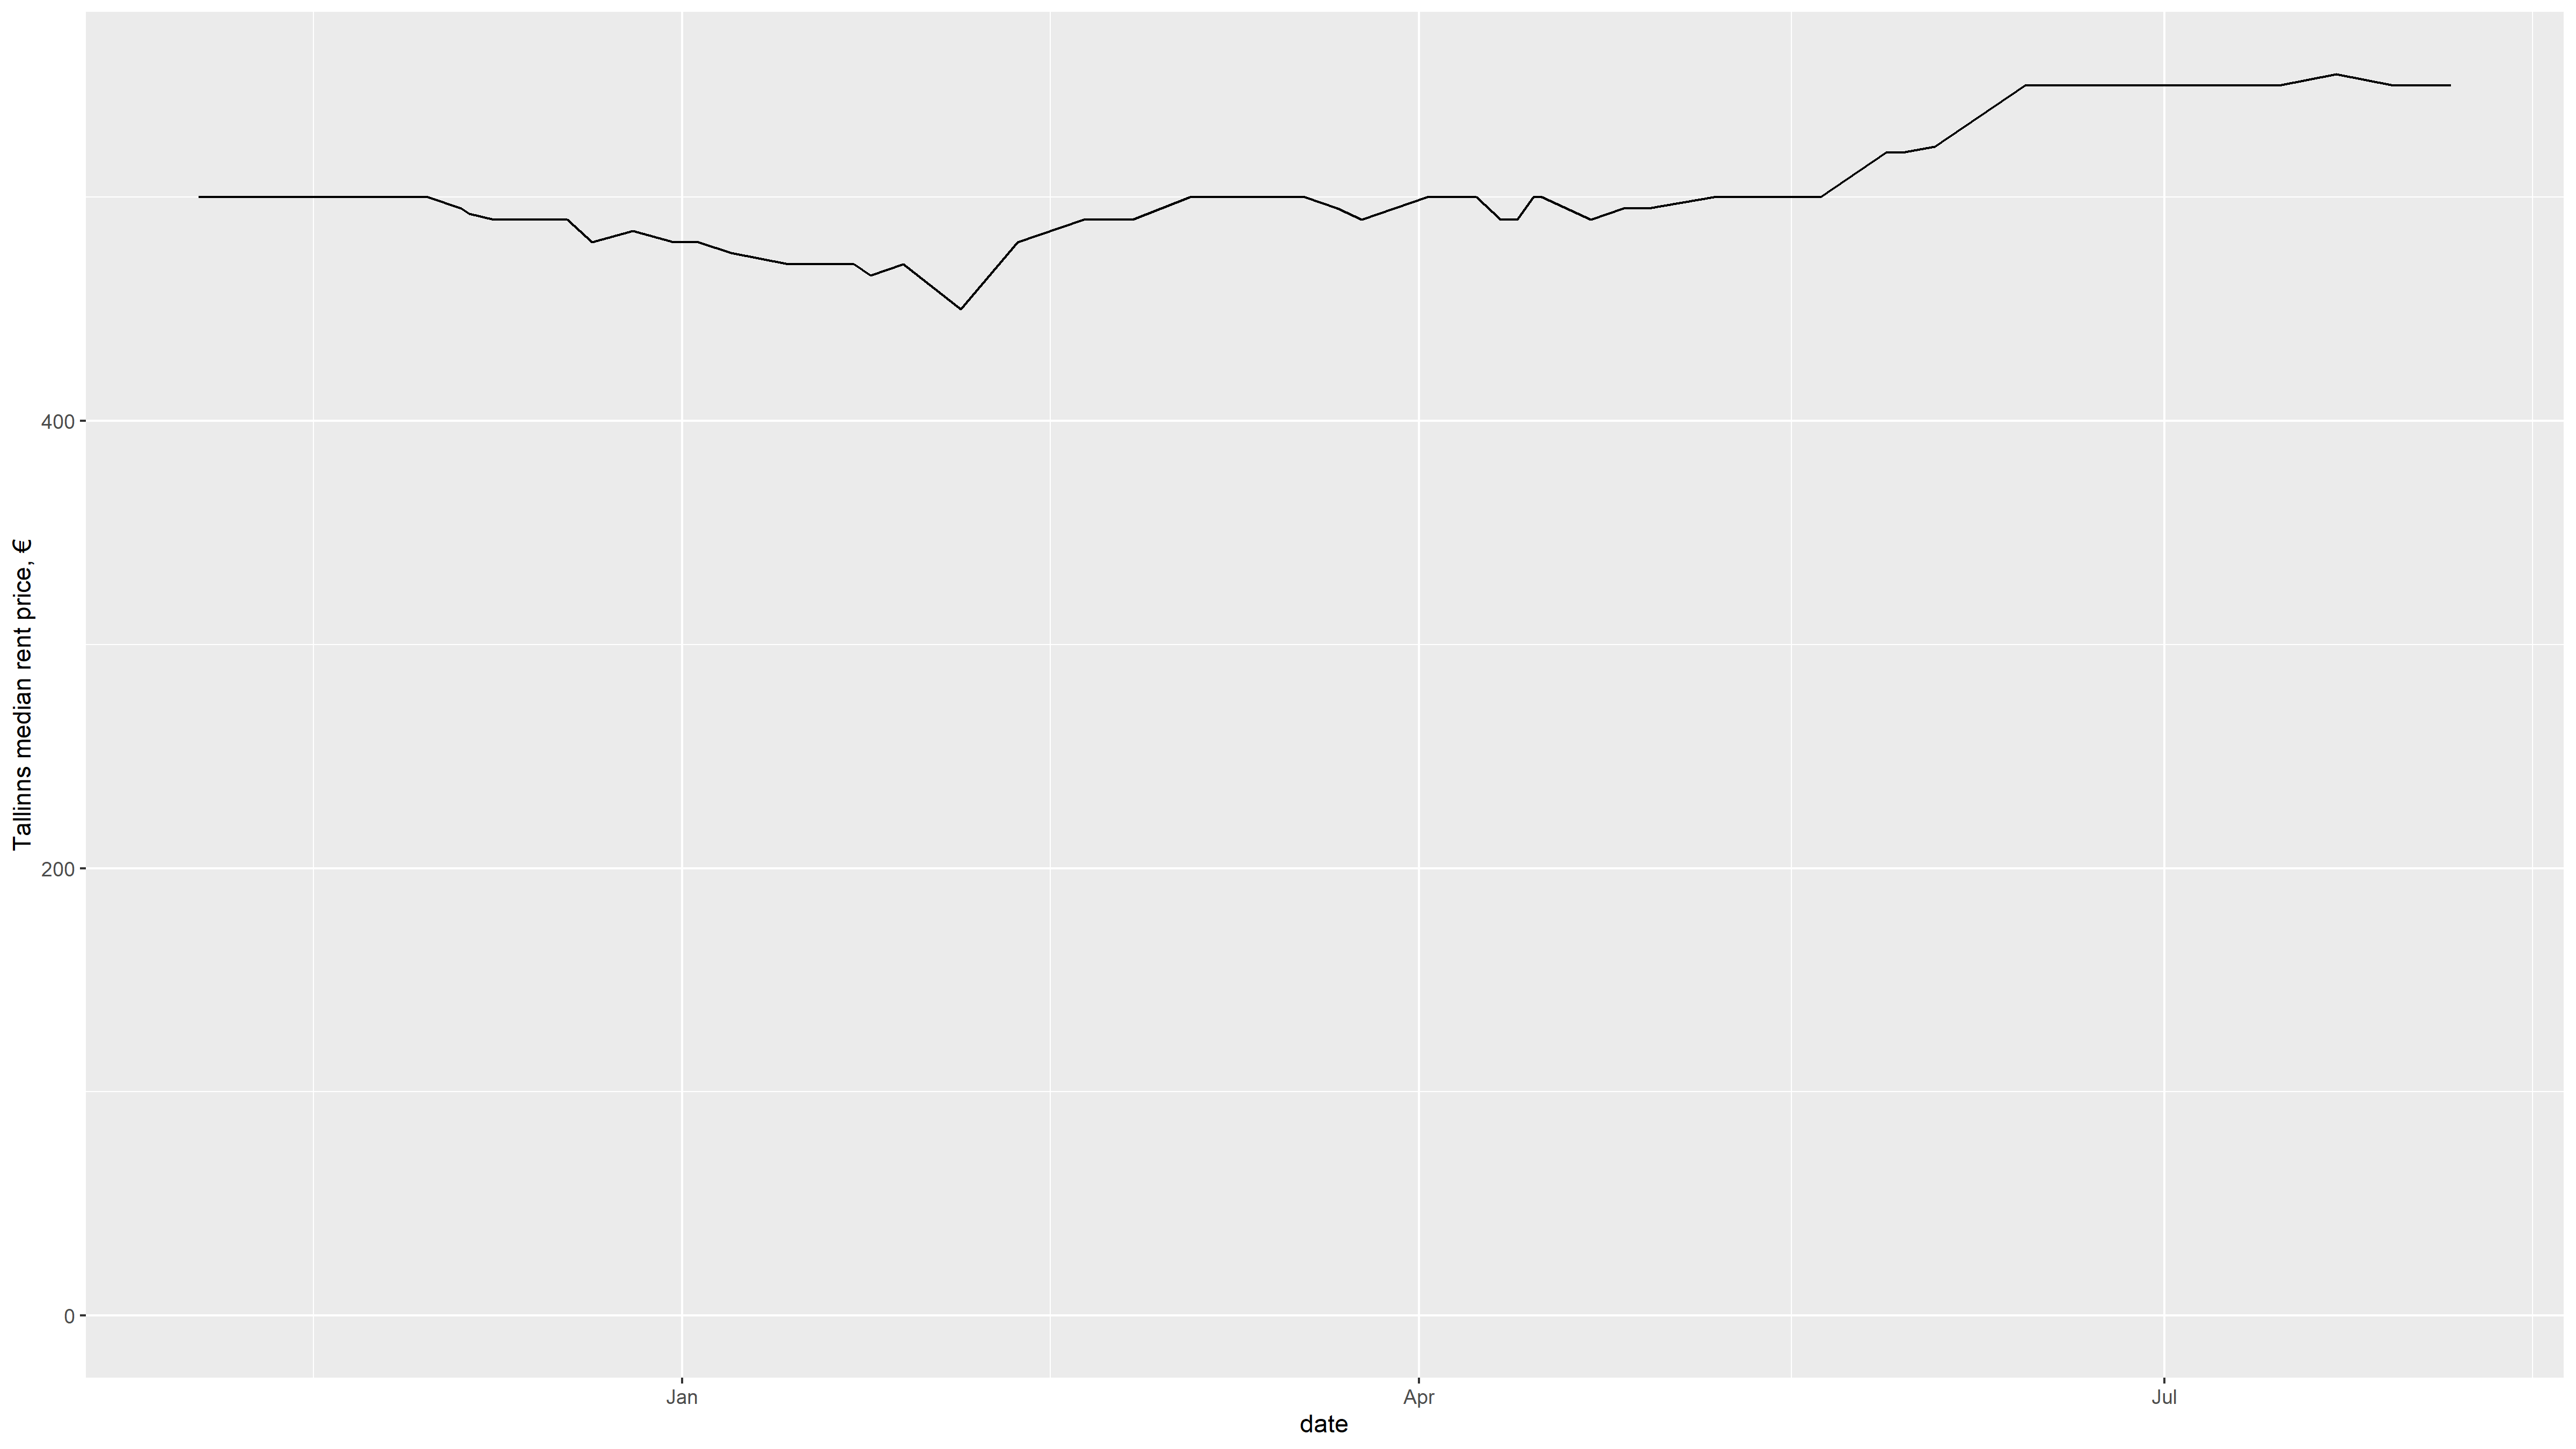 Tallinns median rent price, €
400
200
0
Jan
Apr
Jul
date